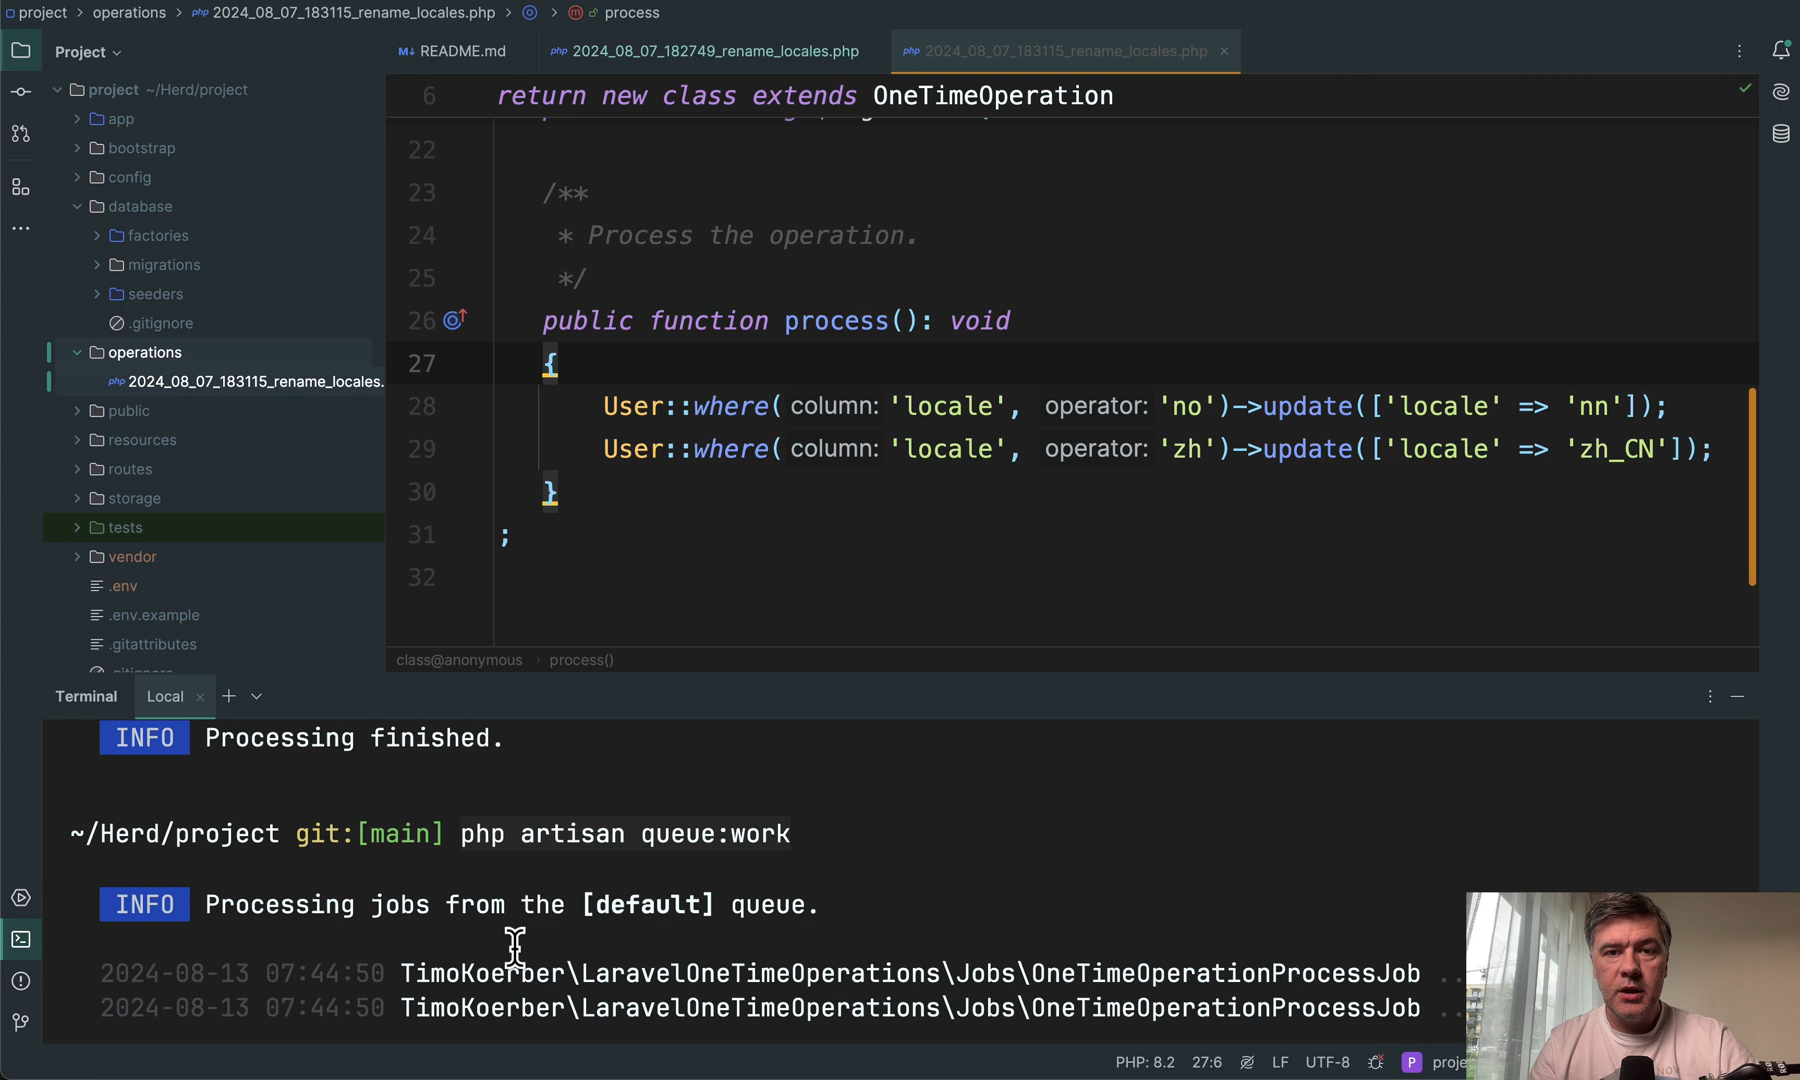 project › operations › php 2024_08_07_183115_rename_locales.php › › m process
Project
README.md
php 2024_08_07_182749_rename_locales.php
php 2024_08_07_183115_rename_locales.php ×
project ~/Herd/project
app
bootstrap
config
database
factories
migrations
seeders
.gitignore
operations
php 2024_08_07_183115_rename_locales.
public
resources
routes
storage
tests
vendor
.env
.env.example
.gitattributes
.gitignore
6 return new class extends OneTimeOperation
22
23 /**
24 * Process the operation.
25 */
26 public function process(): void
27 {
28 User::where( column: 'locale', operator: 'no')->update(['locale' => 'nn']);
29 User::where( column: 'locale', operator: 'zh')->update(['locale' => 'zh_CN']);
30 }
31 ;
32
class@anonymous › process()
Terminal Local × +
INFO Processing finished.
~/Herd/project git:[main] php artisan queue:work
INFO Processing jobs from the [default] queue.
2024-08-13 07:44:50 TimoKoerber\LaravelOneTimeOperations\Jobs\OneTimeOperationProcessJob ..
2024-08-13 07:44:50 TimoKoerber\LaravelOneTimeOperations\Jobs\OneTimeOperationProcessJob ..
PHP: 8.2 27:6 LF UTF-8 P proje